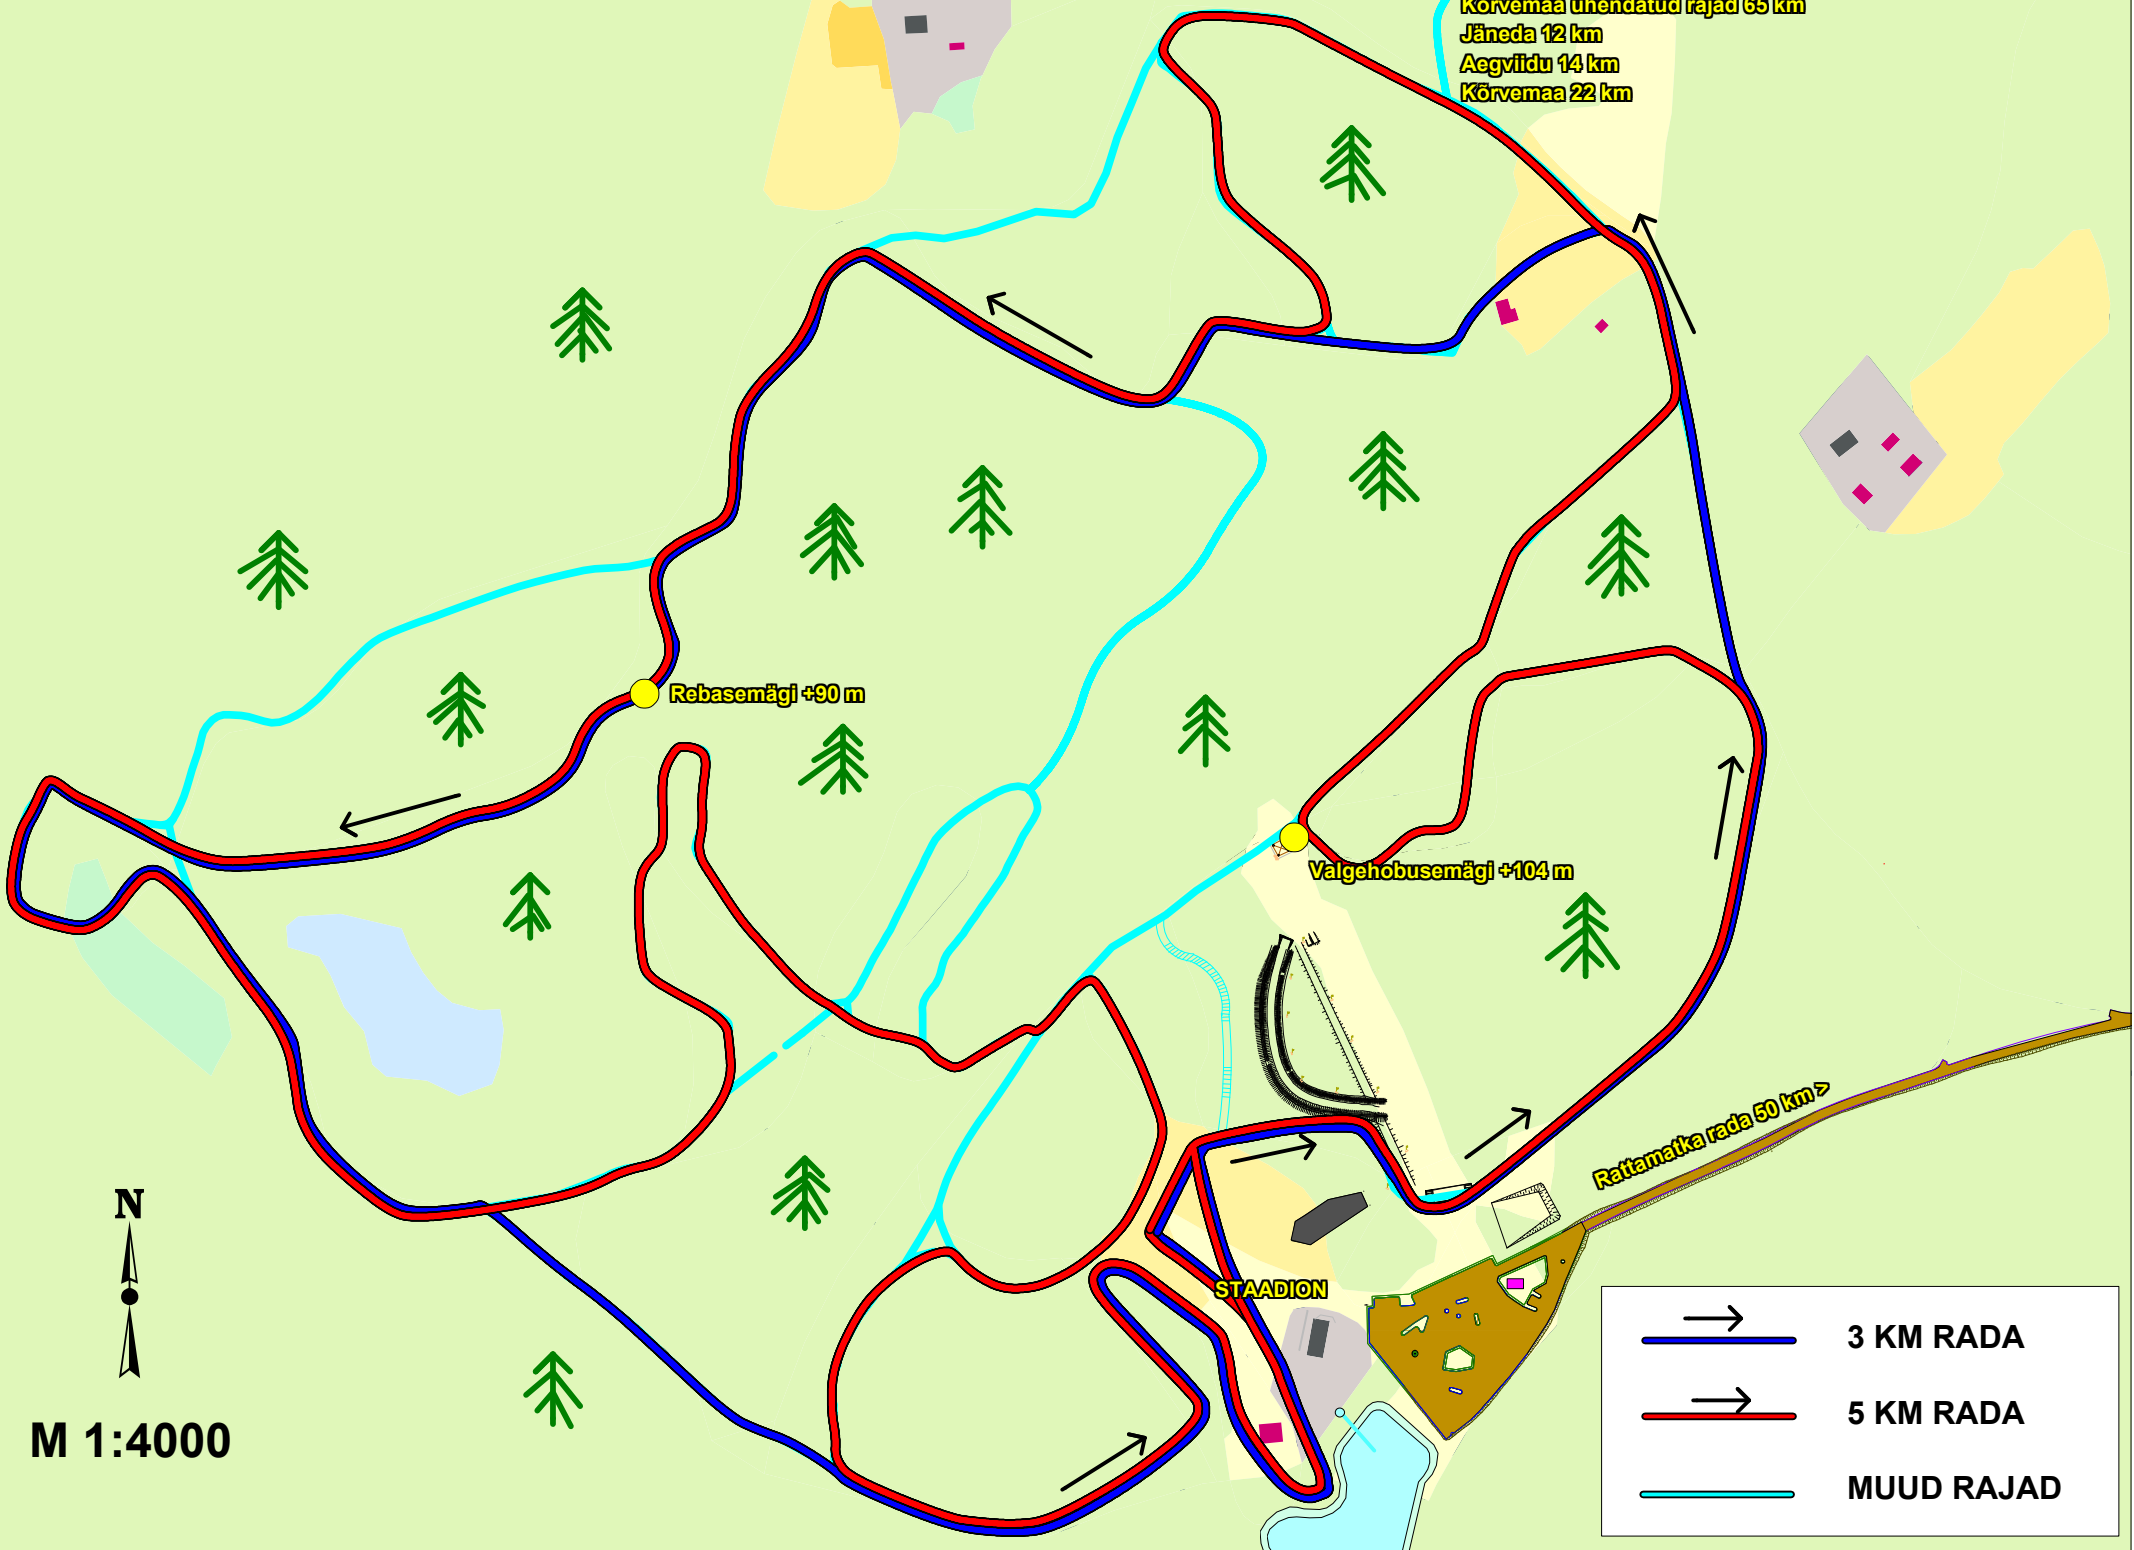 Kõrvemaa ühendatud rajad 65 km
Jäneda 12 km
Aegviidu 14 km
Kõrvemaa 22 km
Rebasemägi +90 m
Valgehobusemägi +104 m
Rattamatka rada 50 km >
STAADION
N
M 1:4000
3 KM RADA
5 KM RADA
MUUD RAJAD